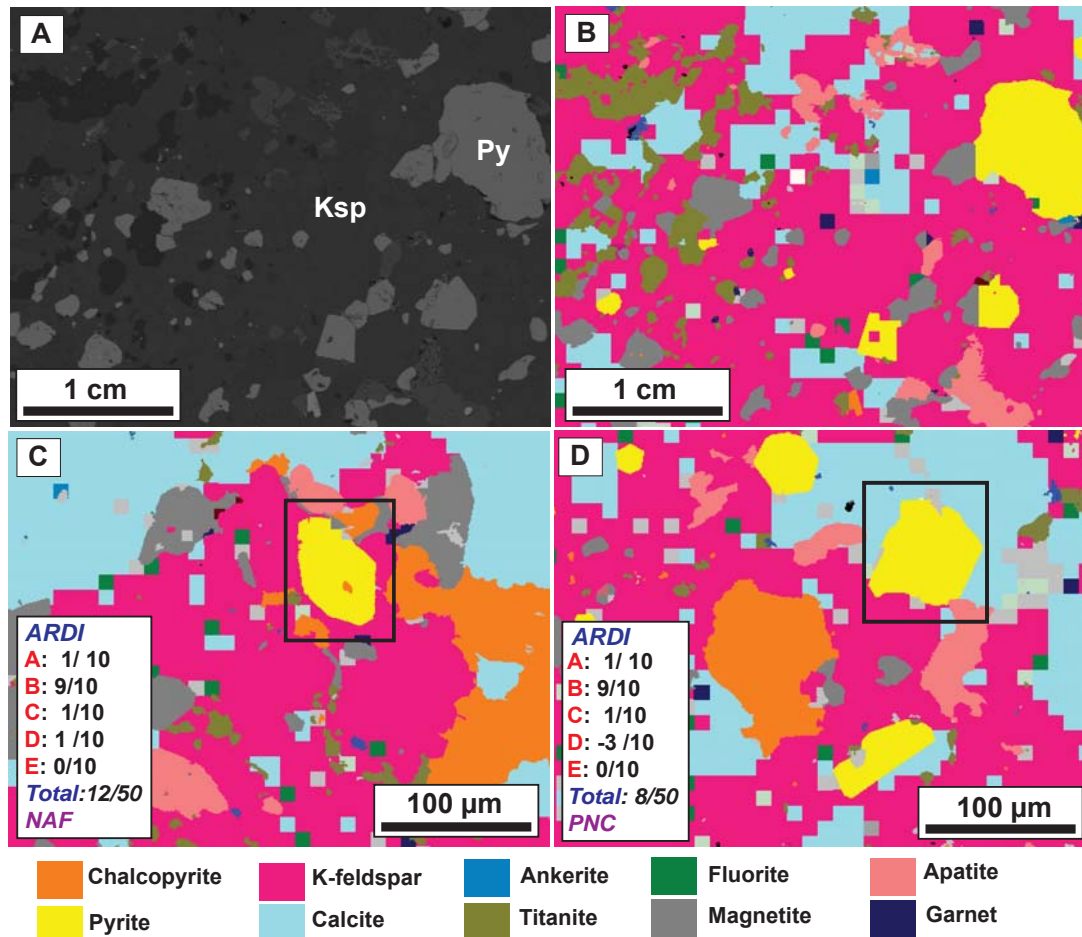 A
Py
Ksp
1 cm
B
1 cm
C
ARDI
A: 1/ 10
B: 9/10
C: 1/10
D: 1 /10
E: 0/10
Total:12/50
NAF
100 µm
D
ARDI
A: 1/ 10
B: 9/10
C: 1/10
D: -3 /10
E: 0/10
Total: 8/50
PNC
100 µm
Chalcopyrite
K-feldspar
Ankerite
Fluorite
Apatite
Pyrite
Calcite
Titanite
Magnetite
Garnet